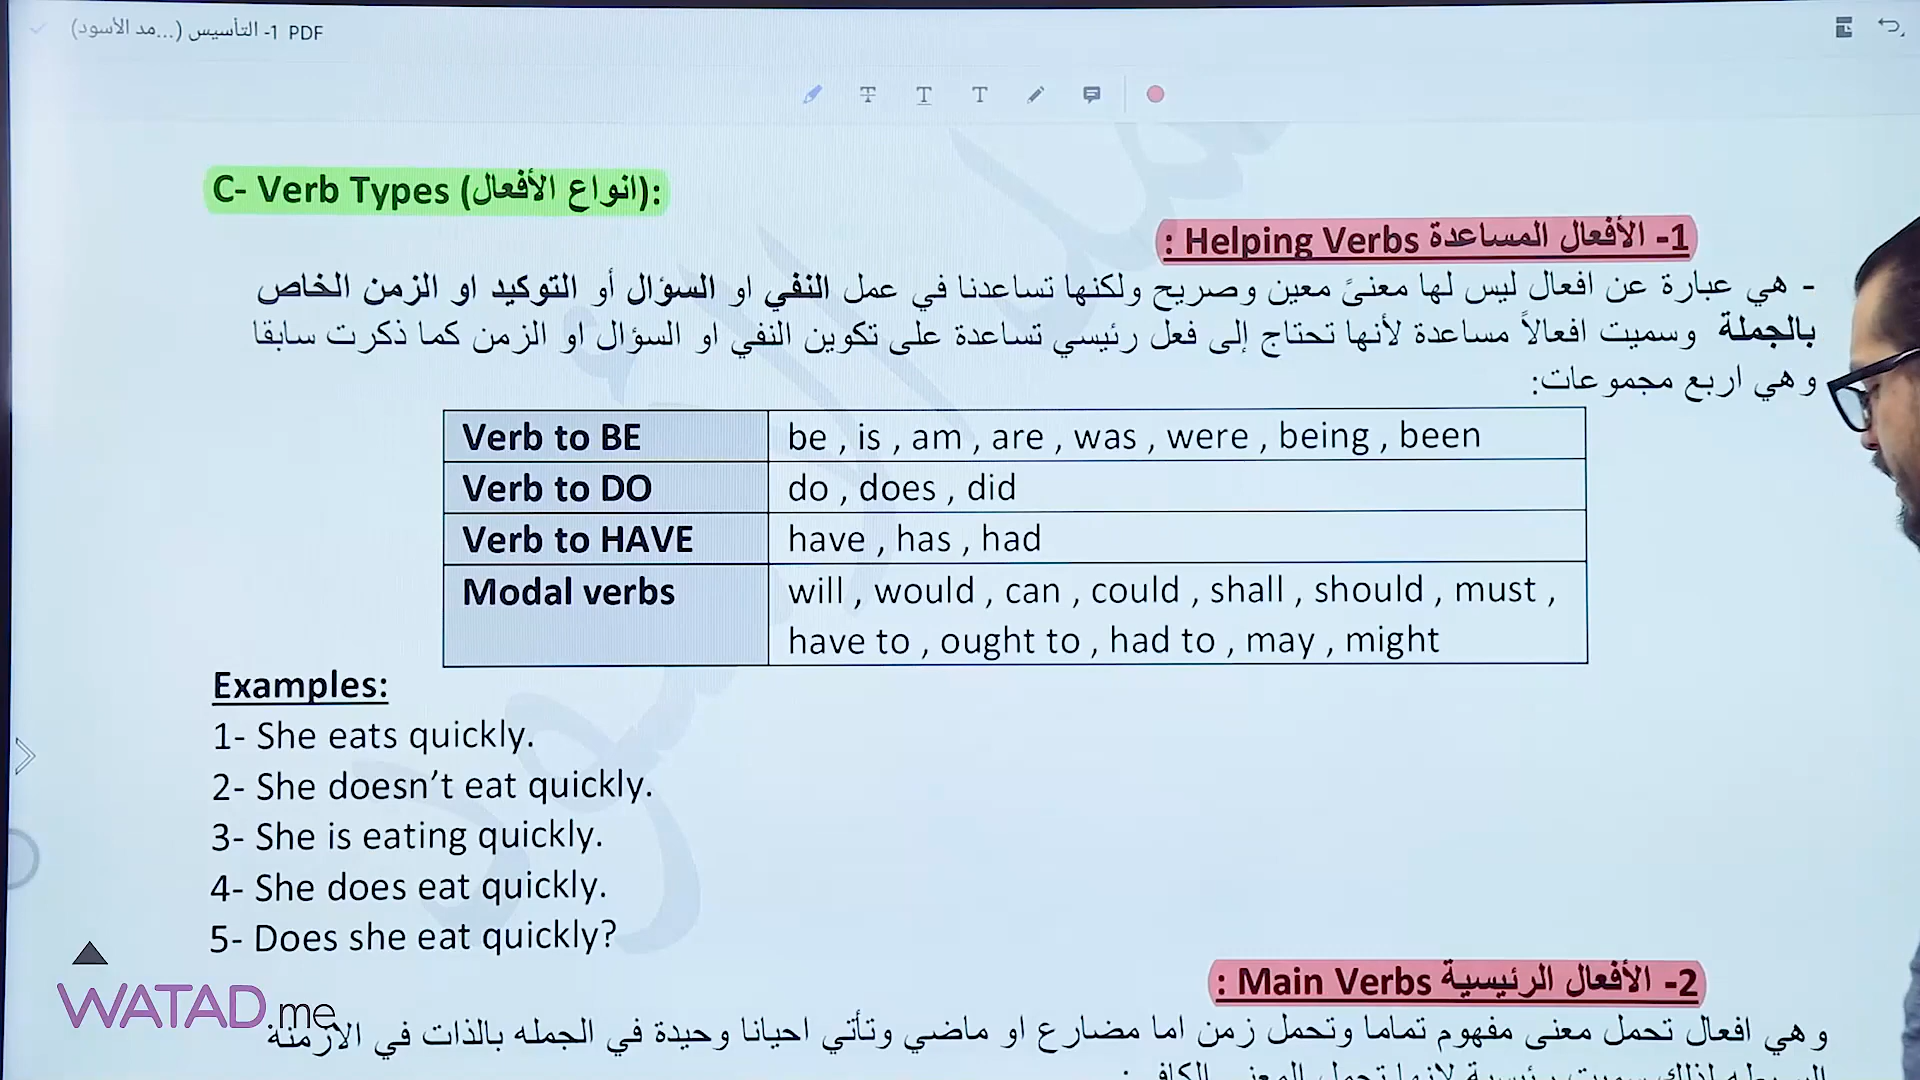 1- التأسيس (...مد الأسود) PDF
C- Verb Types (انواع الأفعال):
1- الأفعال المساعدة Helping Verbs :
- هي عبارة عن افعال ليس لها معنىً معين وصريح ولكنها تساعدنا في عمل النفي او السؤال أو التوكيد او الزمن الخاص
بالجملة وسميت افعالاً مساعدة لأنها تحتاج إلى فعل رئيسي تساعدة على تكوين النفي او السؤال او الزمن كما ذكرت سابقا
وهي اربع مجموعات:
Verb to BE be , is , am , are , was , were , being , been
Verb to DO do , does , did
Verb to HAVE have , has , had
Modal verbs will , would , can , could , shall , should , must ,
have to , ought to , had to , may , might
Examples:
1- She eats quickly.
2- She doesn't eat quickly.
3- She is eating quickly.
4- She does eat quickly.
5- Does she eat quickly?
2- الأفعال الرئيسية Main Verbs :
وهي افعال تحمل معنى مفهوم تماما وتحمل زمن اما مضارع او ماضي وتأتي احيانا وحيدة في الجمله بالذات في الازمنة
WATAD.me